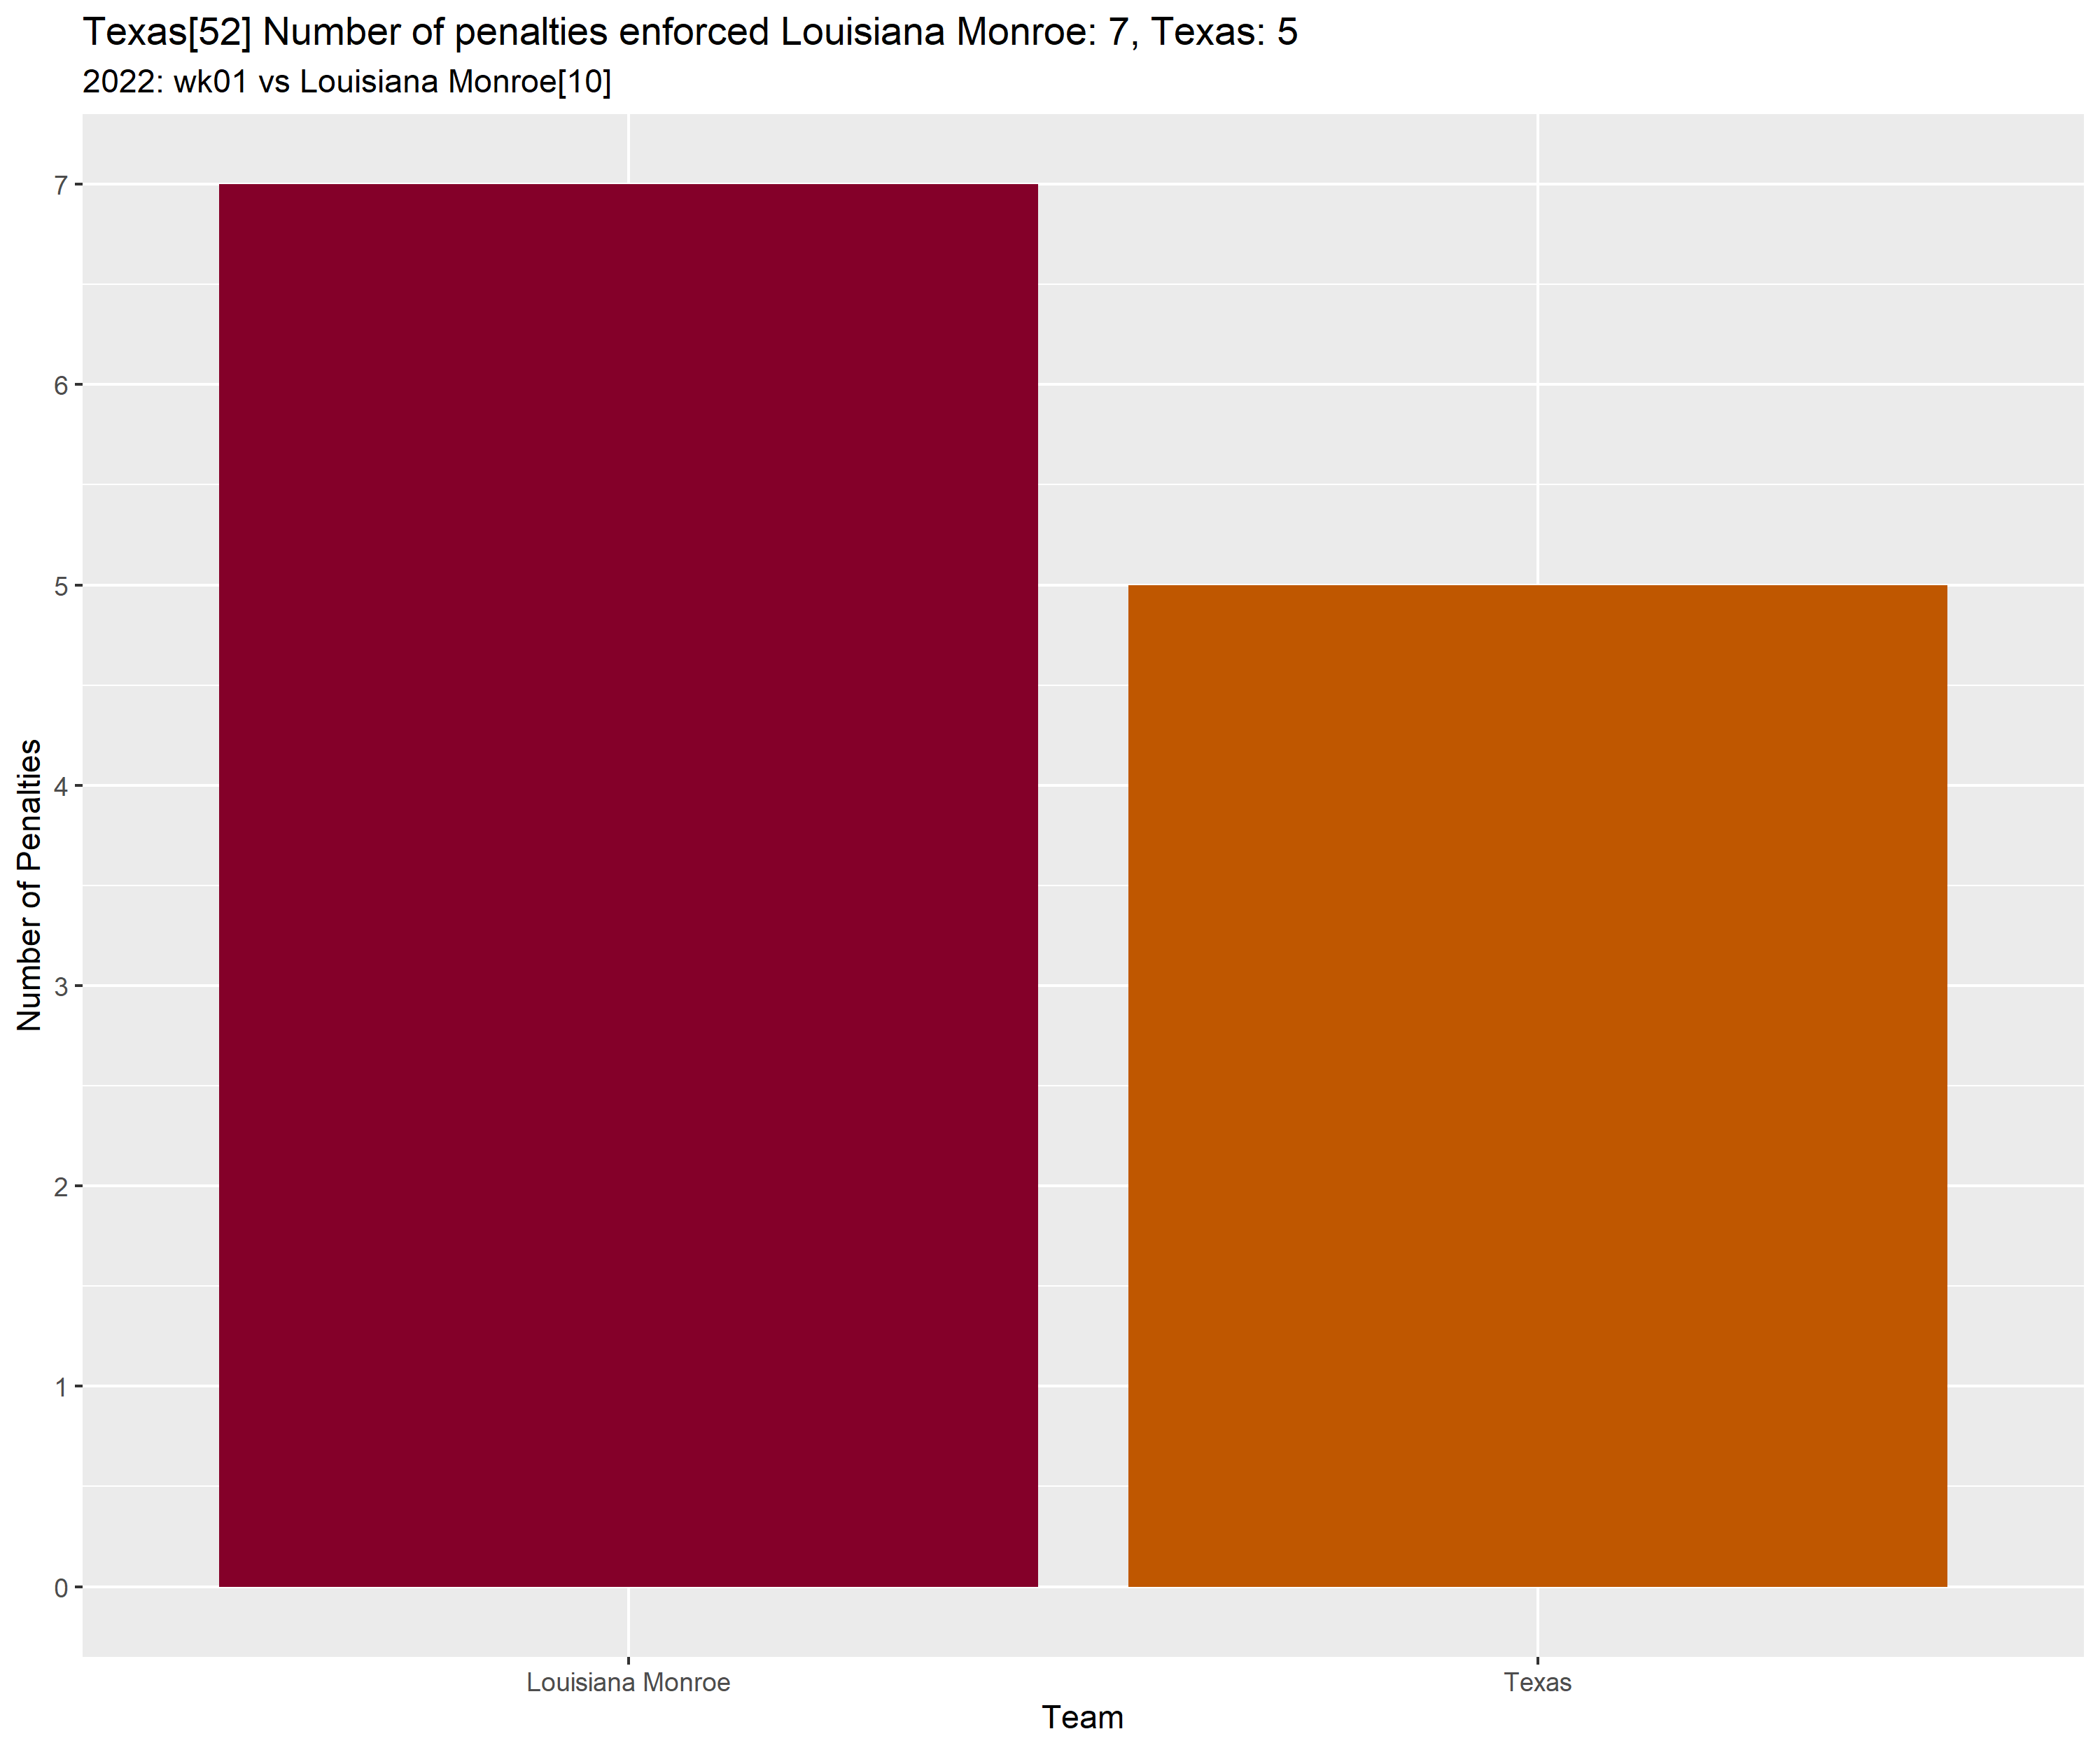 Texas[52] Number of penalties enforced Louisiana Monroe: 7, Texas: 5
2022: wk01 vs Louisiana Monroe[10]
Number of Penalties
7
6
5
4
3
2
1
0
Louisiana Monroe
Texas
Team